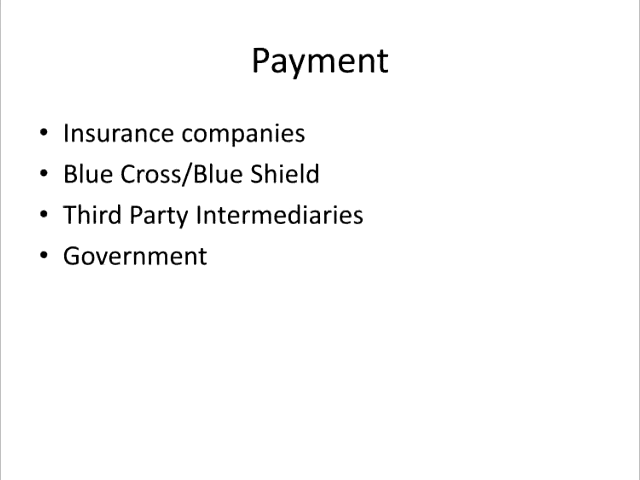 Payment
• Insurance companies
• Blue Cross/Blue Shield
• Third Party Intermediaries
• Government